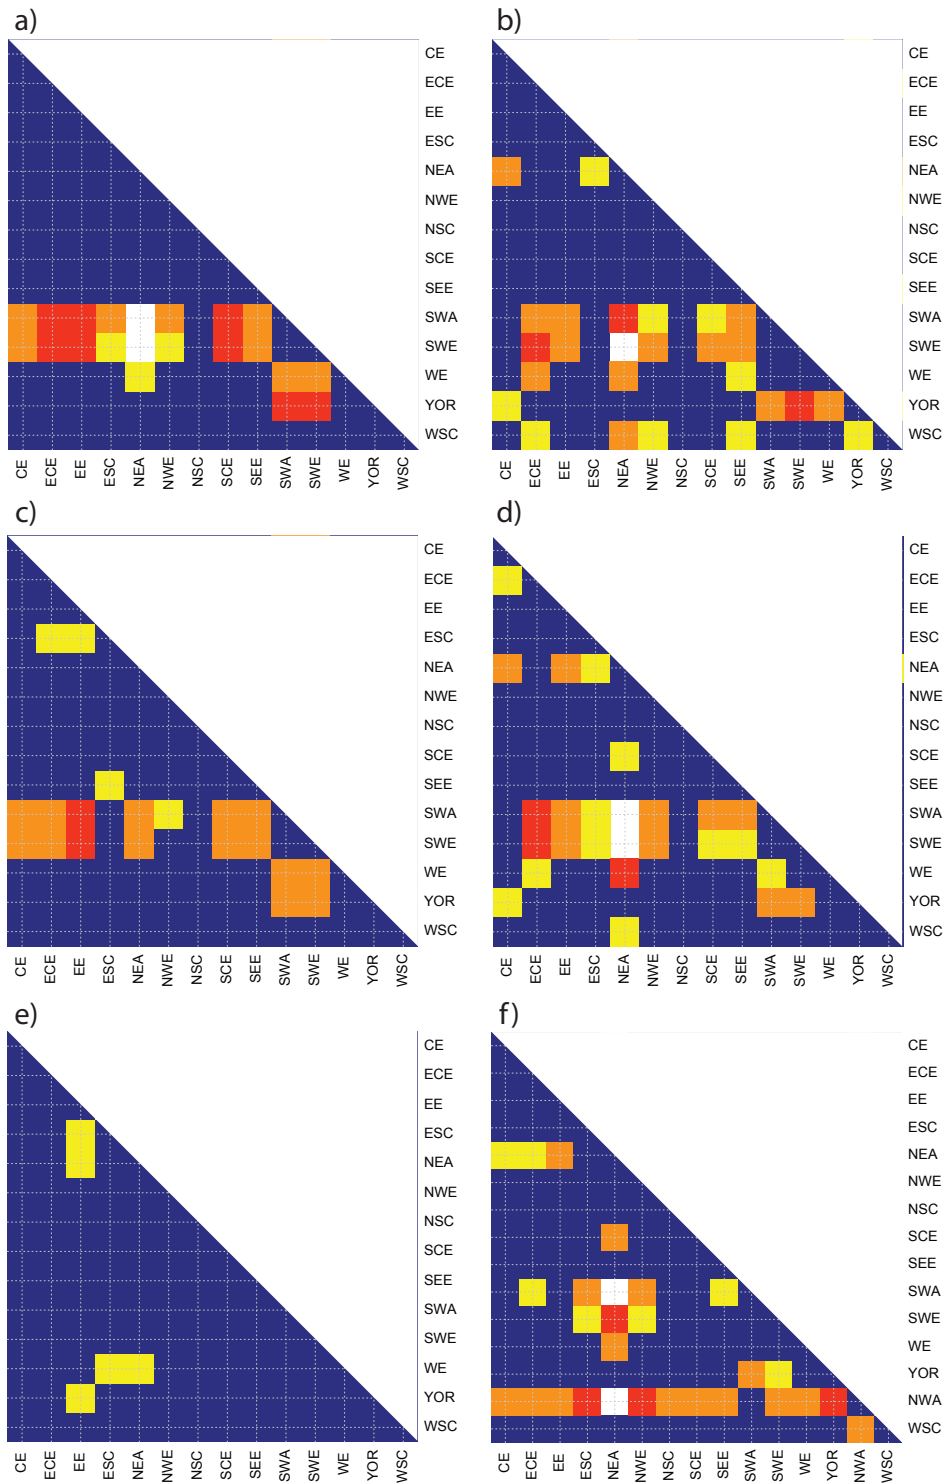 a)
CE
ECE
EE
ESC
NEA
NWE
NSC
SCE
SEE
SWA
SWE
WE
YOR
WSC
CE ECE EE ESC NEA NWE NSC SCE SEE SWA SWE WE YOR WSC
b)
CE
ECE
EE
ESC
NEA
NWE
NSC
SCE
SEE
SWA
SWE
WE
YOR
WSC
CE ECE EE ESC NEA NWE NSC SCE SEE SWA SWE WE YOR WSC
c)
CE
ECE
EE
ESC
NEA
NWE
NSC
SCE
SEE
SWA
SWE
WE
YOR
WSC
CE ECE EE ESC NEA NWE NSC SCE SEE SWA SWE WE YOR WSC
d)
CE
ECE
EE
ESC
NEA
NWE
NSC
SCE
SEE
SWA
SWE
WE
YOR
WSC
CE ECE EE ESC NEA NWE NSC SCE SEE SWA SWE WE YOR WSC
e)
CE
ECE
EE
ESC
NEA
NWE
NSC
SCE
SEE
SWA
SWE
WE
YOR
WSC
CE ECE EE ESC NEA NWE NSC SCE SEE SWA SWE WE YOR WSC
f)
CE
ECE
EE
ESC
NEA
NWE
NSC
SCE
SEE
SWA
SWE
WE
YOR
NWA
WSC
CE ECE EE ESC NEA NWE NSC SCE SEE SWA SWE WE YOR NWA WSC